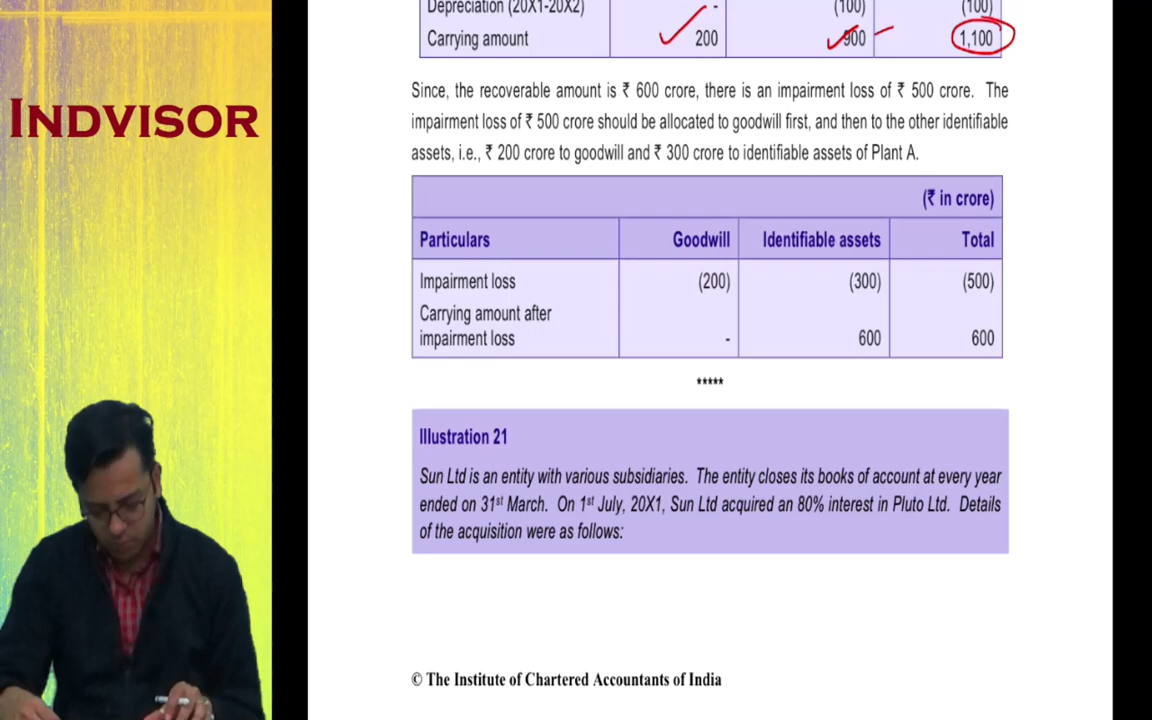 Depreciation (20X1-20X2) - (100) (100)
Carrying amount 200 900 1,100
INDVISOR
Since, the recoverable amount is ₹ 600 crore, there is an impairment loss of ₹ 500 crore. The
impairment loss of ₹ 500 crore should be allocated to goodwill first, and then to the other identifiable
assets, i.e., ₹ 200 crore to goodwill and ₹ 300 crore to identifiable assets of Plant A.
(₹ in crore)
Particulars Goodwill Identifiable assets Total
Impairment loss (200) (300) (500)
Carrying amount after
impairment loss - 600 600
*****
Illustration 21
Sun Ltd is an entity with various subsidiaries. The entity closes its books of account at every year
ended on 31st March. On 1st July, 20X1, Sun Ltd acquired an 80% interest in Pluto Ltd. Details
of the acquisition were as follows:
© The Institute of Chartered Accountants of India